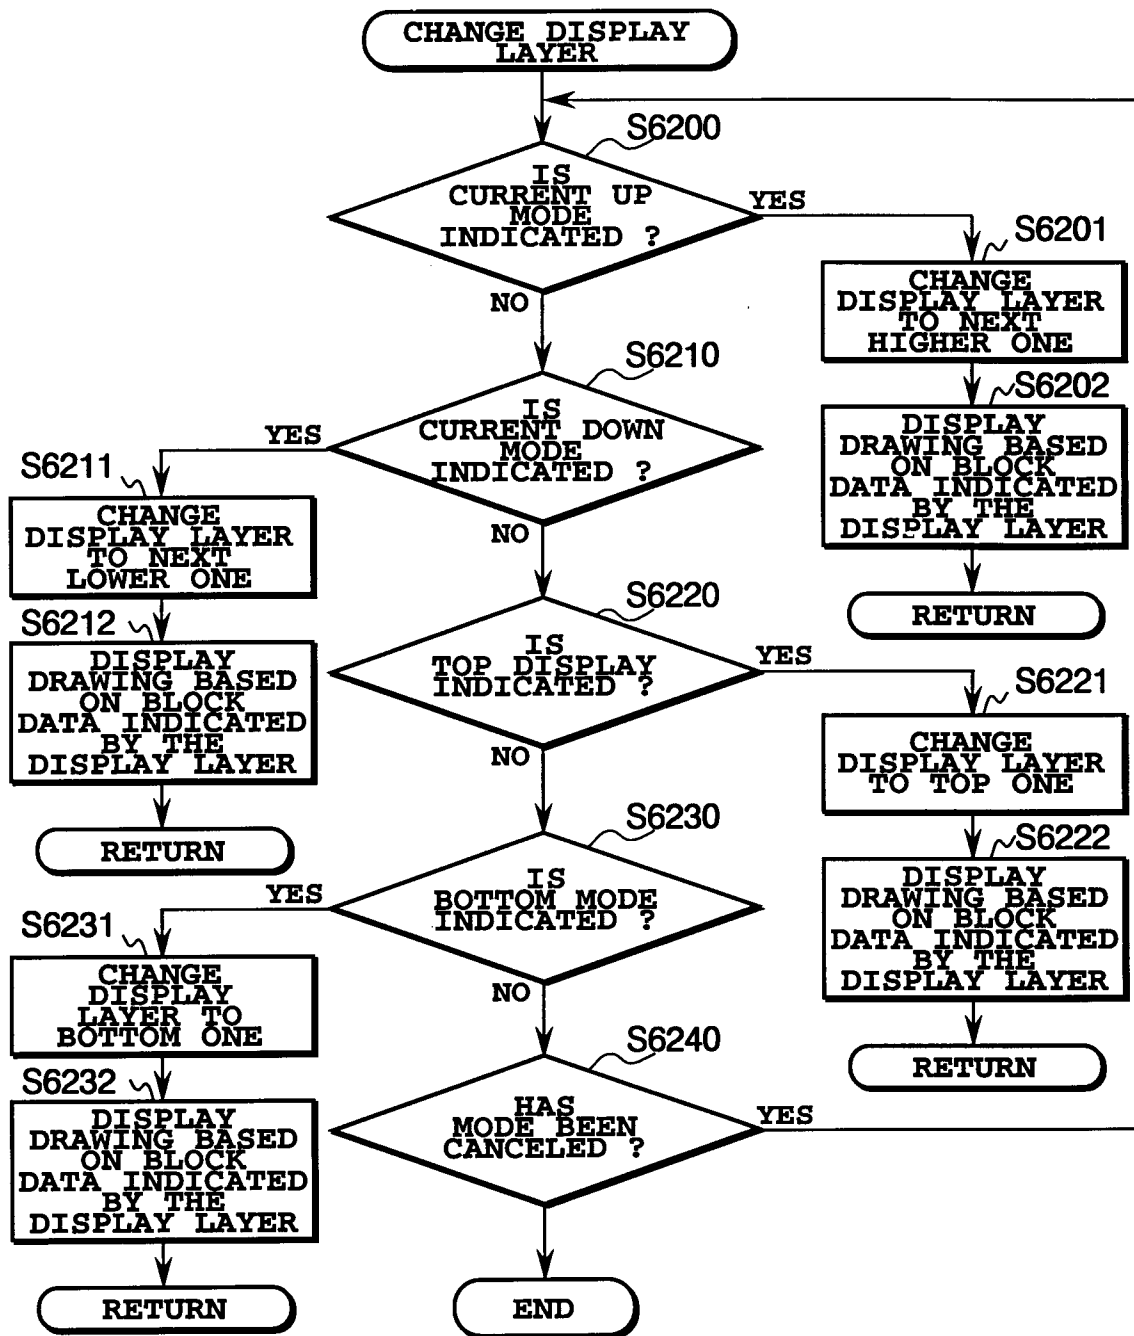 CHANGE DISPLAY
LAYER
S6200
IS
CURRENT UP
MODE
INDICATED ?
YES
NO
S6201
CHANGE
DISPLAY LAYER
TO NEXT
HIGHER ONE
S6202
DISPLAY
DRAWING BASED
ON BLOCK
DATA INDICATED
BY THE
DISPLAY LAYER
RETURN
S6210
IS
CURRENT DOWN
MODE
INDICATED ?
YES
NO
S6211
CHANGE
DISPLAY LAYER
TO NEXT
LOWER ONE
S6212
DISPLAY
DRAWING BASED
ON BLOCK
DATA INDICATED
BY THE
DISPLAY LAYER
RETURN
S6220
IS
TOP DISPLAY
INDICATED ?
YES
NO
S6221
CHANGE
DISPLAY LAYER
TO TOP ONE
S6222
DISPLAY
DRAWING BASED
ON BLOCK
DATA INDICATED
BY THE
DISPLAY LAYER
RETURN
S6230
IS
BOTTOM MODE
INDICATED ?
YES
NO
S6231
CHANGE
DISPLAY
LAYER TO
BOTTOM ONE
S6232
DISPLAY
DRAWING BASED
ON BLOCK
DATA INDICATED
BY THE
DISPLAY LAYER
RETURN
S6240
HAS
MODE BEEN
CANCELED ?
YES
END